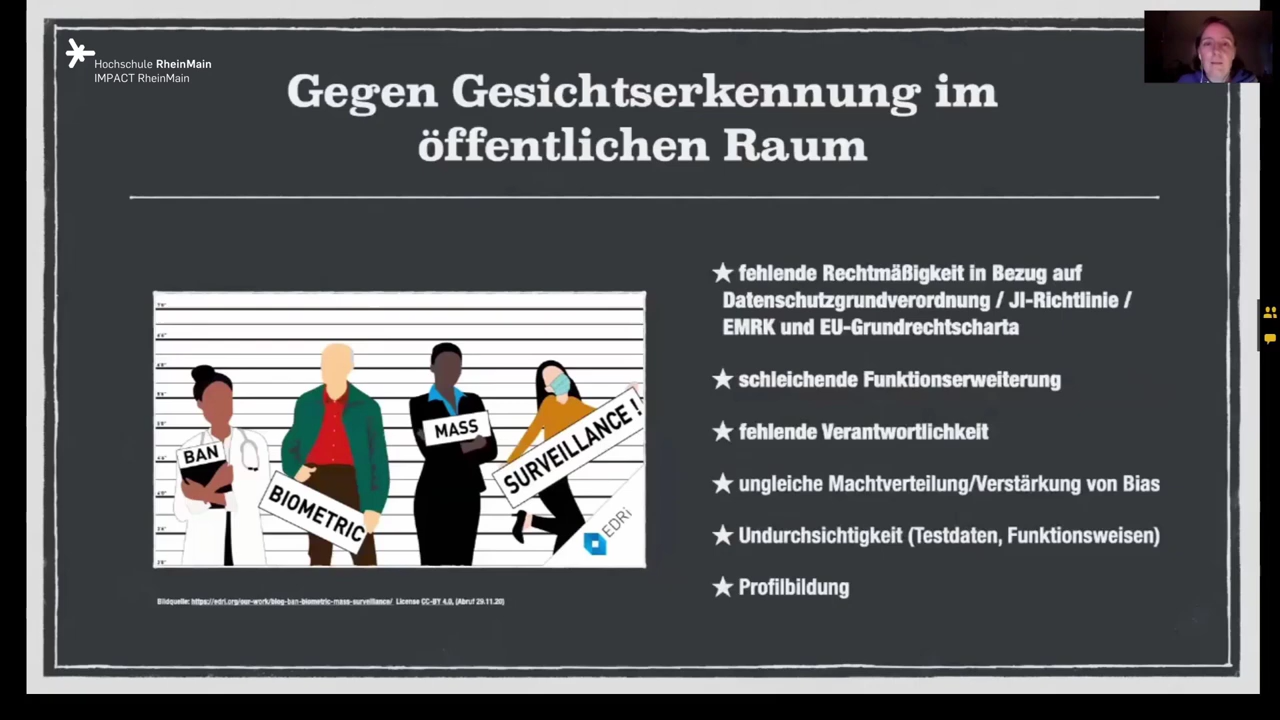 Hochschule RheinMain
IMPACT RheinMain
Gegen Gesichtserkennung im
öffentlichen Raum
★ fehlende Rechtmäßigkeit in Bezug auf
Datenschutzgrundverordnung / JI-Richtlinie /
EMRK und EU-Grundrechtscharta
★ schleichende Funktionserweiterung
★ fehlende Verantwortlichkeit
★ ungleiche Machtverteilung/Verstärkung von Bias
★ Undurchsichtigkeit (Testdaten, Funktionsweisen)
★ Profilbildung
BAN
BIOMETRIC
MASS
SURVEILLANCE !
EDRi
Bildquelle: https://edri.org/our-work/blog-ban-biometric-mass-surveillance/ License CC-BY 4.0, (Abruf 29.11.20)